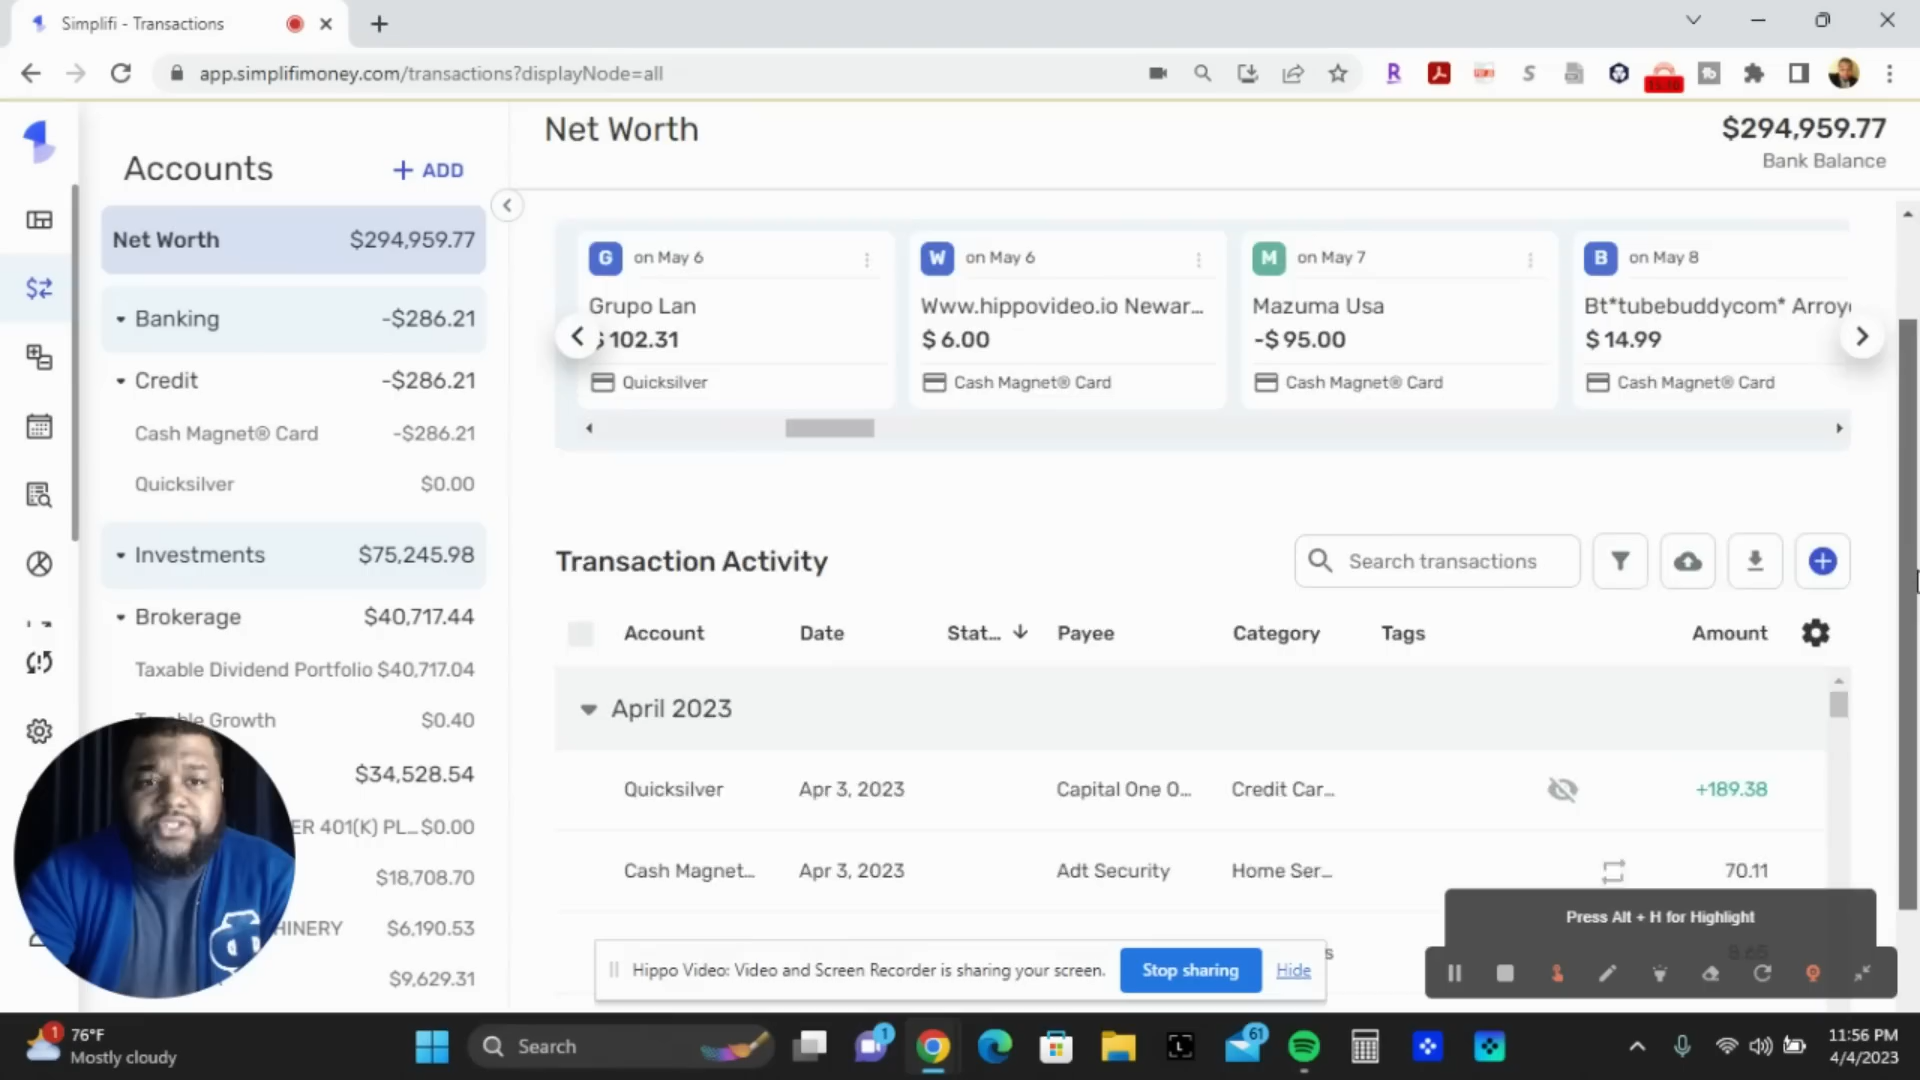 Simplifi - Transactions
app.simplifimoney.com/transactions?displayNode=all
Accounts
+ ADD
Net Worth $294,959.77
Banking -$286.21
Credit -$286.21
Cash Magnet® Card -$286.21
Quicksilver $0.00
Investments $75,245.98
Brokerage $40,717.44
Taxable Dividend Portfolio $40,717.04
Growth $0.40
$34,528.54
ER 401(K) PL... $0.00
$18,708.70
HINERY $6,190.53
$9,629.31
Net Worth
$294,959.77
Bank Balance
G on May 6
Grupo Lan
102.31
Quicksilver
W on May 6
Www.hippovideo.io Newar...
$ 6.00
Cash Magnet® Card
M on May 7
Mazuma Usa
-$ 95.00
Cash Magnet® Card
B on May 8
Bt*tubebuddycom* Arroy
$ 14.99
Cash Magnet® Card
Transaction Activity
Search transactions
Account Date Stat... Payee Category Tags Amount
April 2023
Quicksilver Apr 3, 2023 Capital One O... Credit Car... +189.38
Cash Magnet... Apr 3, 2023 Adt Security Home Ser... 70.11
Press Alt + H for Highlight
Hippo Video: Video and Screen Recorder is sharing your screen. Stop sharing Hide
1
76°F
Mostly cloudy
Search
1
61
11:56 PM
4/4/2023